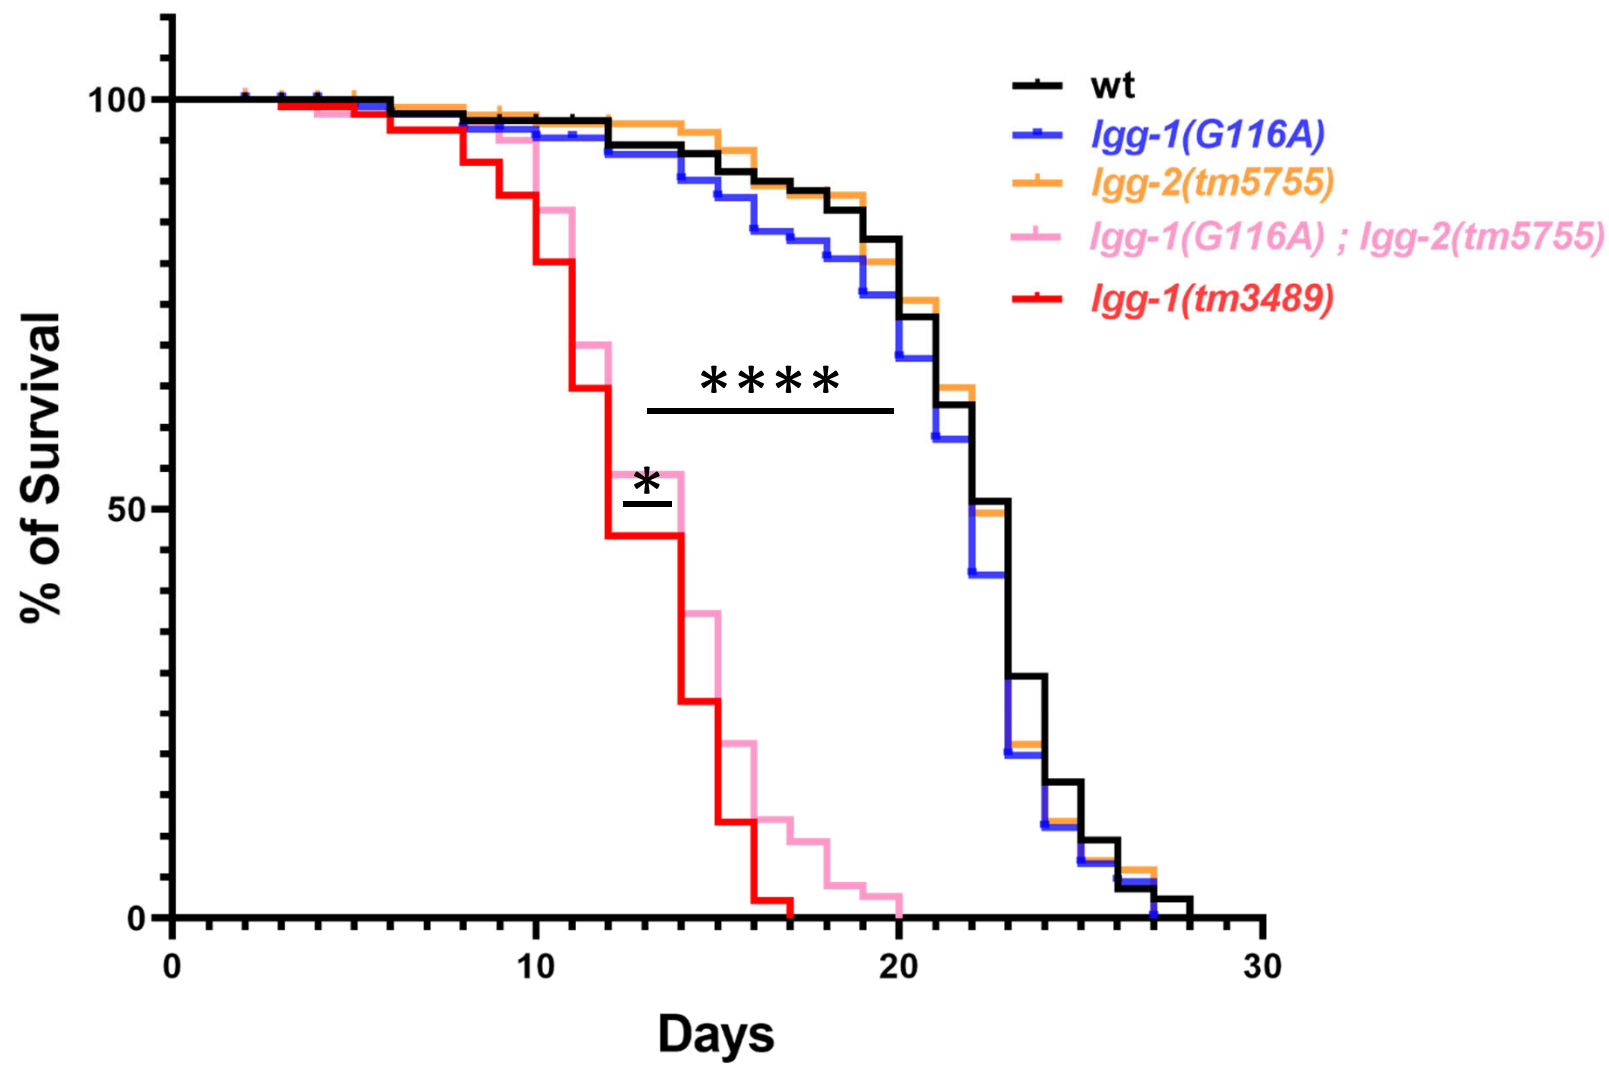 100
wt
lgg-1(G116A)
lgg-2(tm5755)
lgg-1(G116A) ; lgg-2(tm5755)
lgg-1(tm3489)
% of Survival
****
*
50
0
0 10 20 30
Days